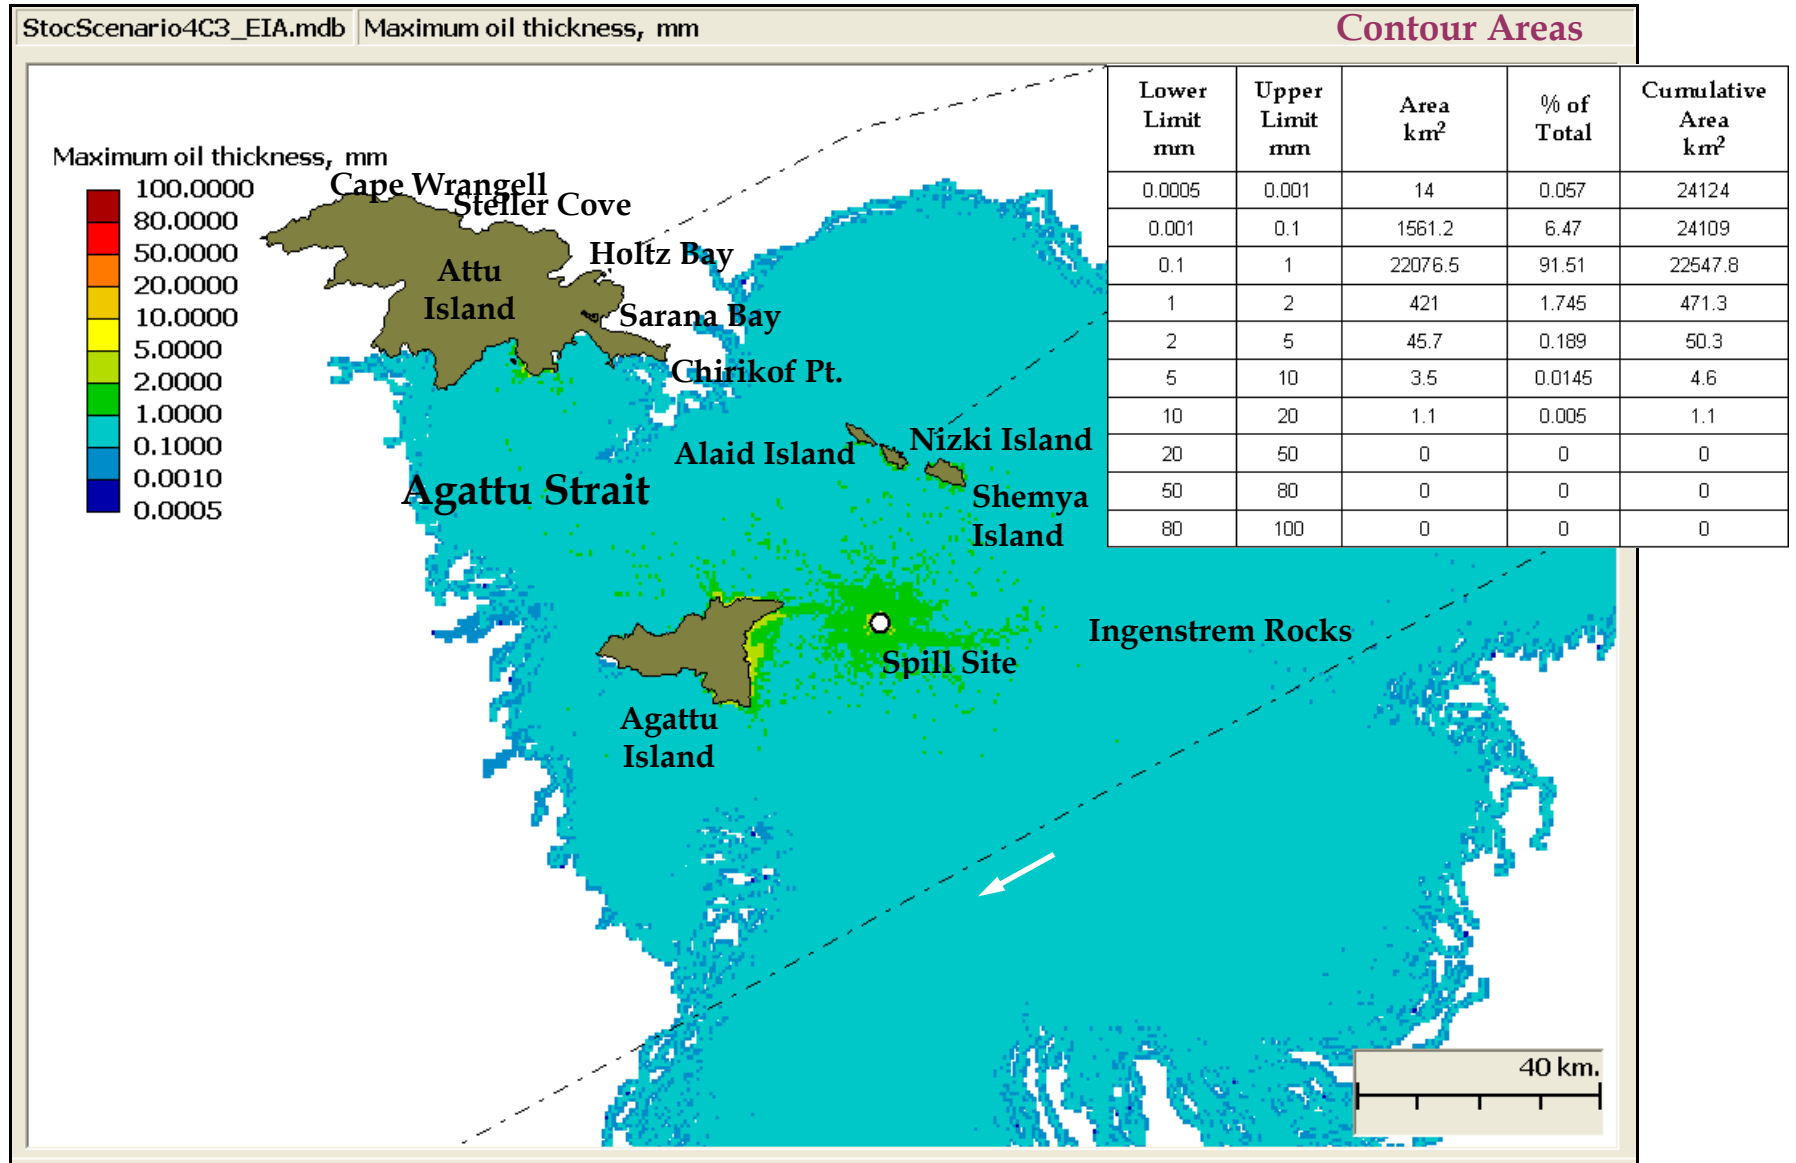 StocScenario4C3_EIA.mdb Maximum oil thickness, mm Contour Areas
Lower Limit mm Upper Limit mm Area km² % of Total Cumulative Area km²
0.0005 0.001 14 0.057 24124
0.001 0.1 1561.2 6.47 24109
0.1 1 22076.5 91.51 22547.8
1 2 421 1.745 471.3
2 5 45.7 0.189 50.3
5 10 3.5 0.0145 4.6
10 20 1.1 0.005 1.1
20 50 0 0 0
50 80 0 0 0
80 100 0 0 0
Maximum oil thickness, mm
100.0000
80.0000
50.0000
20.0000
10.0000
5.0000
2.0000
1.0000
0.1000
0.0010
0.0005
Cape Wrangell
Steller Cove
Holtz Bay
Attu
Island
Sarana Bay
Chirikof Pt.
Alaid Island
Nizki Island
Agattu Strait
Shemya
Island
Ingenstrem Rocks
Spill Site
Agattu
Island
40 km.